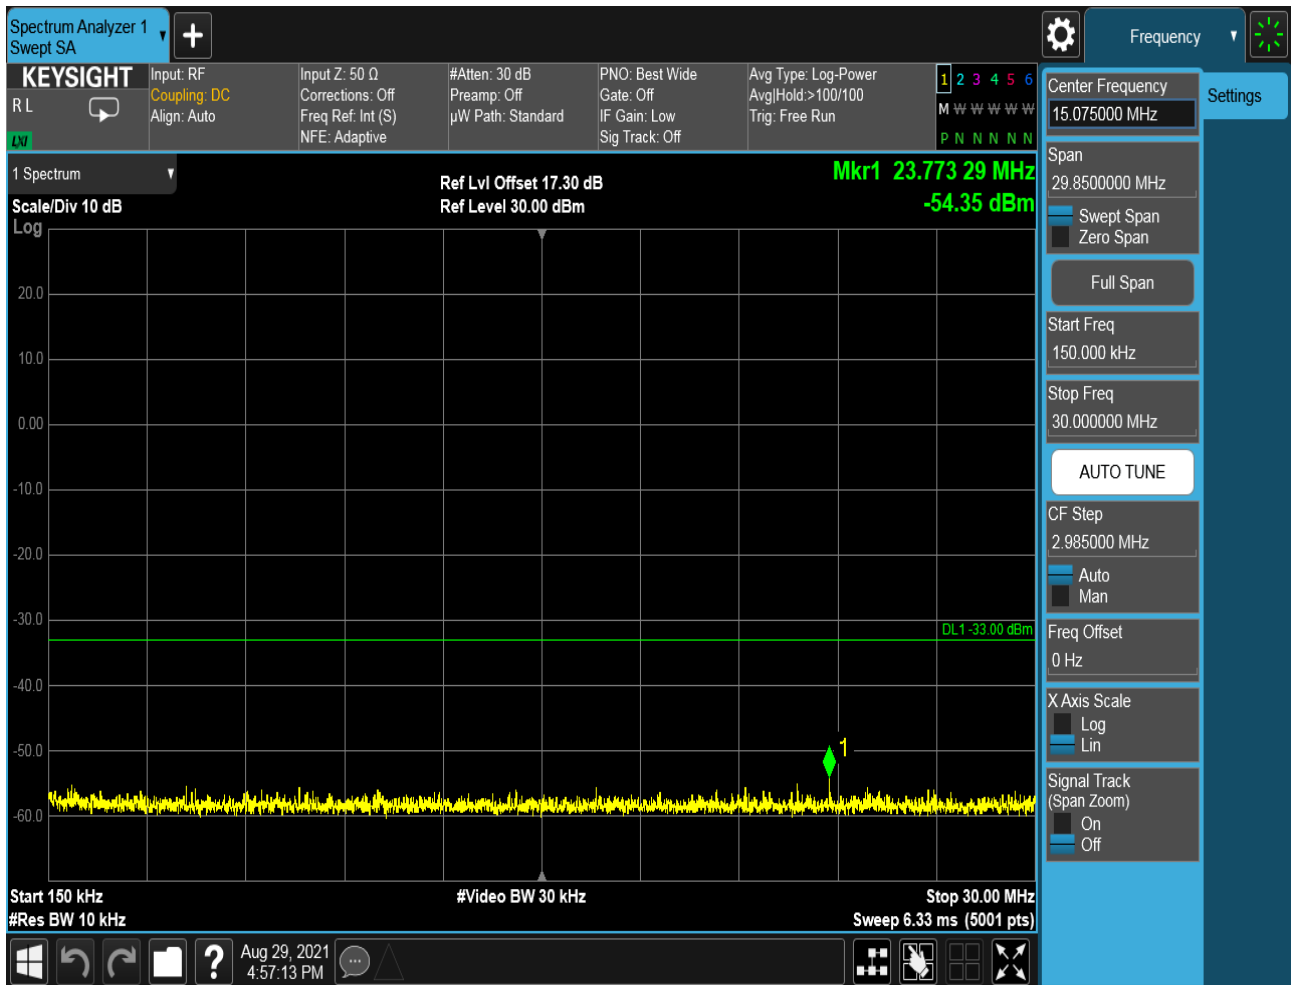 Spectrum Analyzer 1
Swept SA
Frequency
KEYSIGHT
R L
LXI
Input: RF
Coupling: DC
Align: Auto
Input Z: 50 Ω
Corrections: Off
Freq Ref: Int (S)
NFE: Adaptive
#Atten: 30 dB
Preamp: Off
µW Path: Standard
PNO: Best Wide
Gate: Off
IF Gain: Low
Sig Track: Off
Avg Type: Log-Power
Avg|Hold:>100/100
Trig: Free Run
1 2 3 4 5 6
M W W W W W
P N N N N N
1 Spectrum
Scale/Div 10 dB
Log
Ref Lvl Offset 17.30 dB
Ref Level 30.00 dBm
Mkr1 23.773 29 MHz
-54.35 dBm
20.0
10.0
0.00
-10.0
-20.0
-30.0
DL1 -33.00 dBm
-40.0
-50.0
1
-60.0
Start 150 kHz
#Video BW 30 kHz
Stop 30.00 MHz
#Res BW 10 kHz
Sweep 6.33 ms (5001 pts)
Center Frequency
15.075000 MHz
Settings
Span
29.8500000 MHz
Swept Span
Zero Span
Full Span
Start Freq
150.000 kHz
Stop Freq
30.000000 MHz
AUTO TUNE
CF Step
2.985000 MHz
Auto
Man
Freq Offset
0 Hz
X Axis Scale
Log
Lin
Signal Track
(Span Zoom)
On
Off
?
Aug 29, 2021
4:57:13 PM